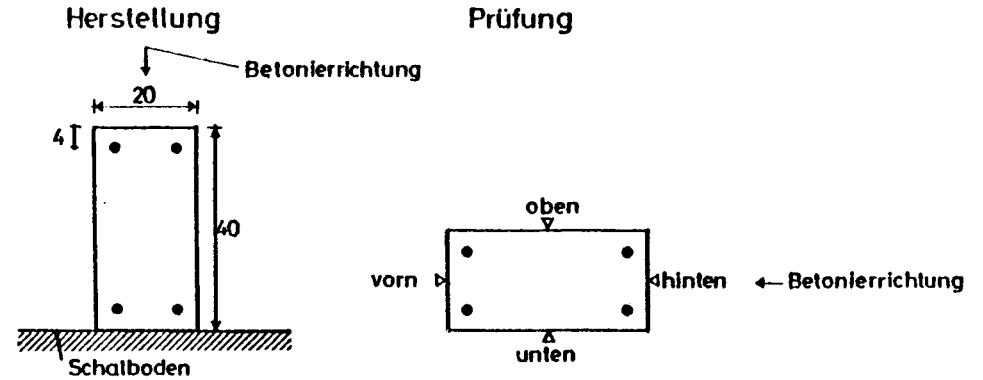 Herstellung
Betonierrichtung
20
4
40
Schalboden
Prüfung
oben
vorn
hinten
Betonierrichtung
unten